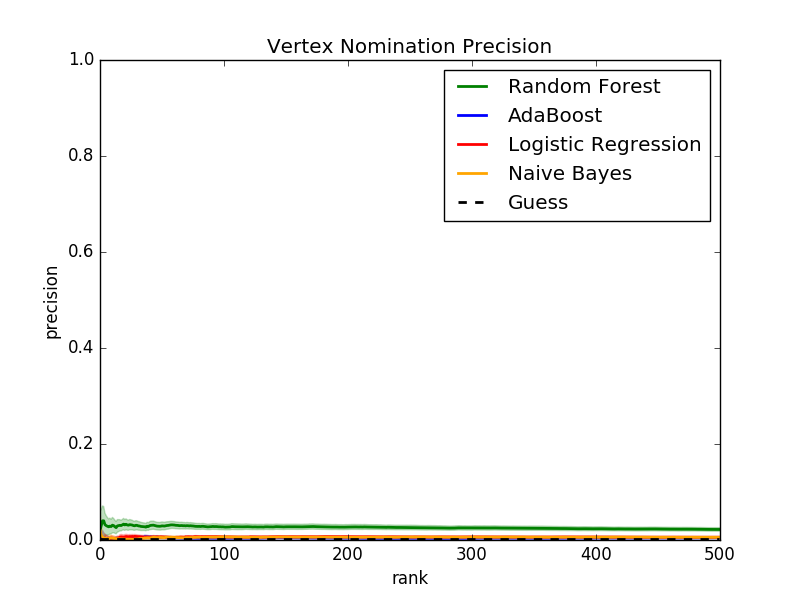 Vertex Nomination Precision
1.0
0.8
0.6
0.4
0.2
0.0
precision
Random Forest
AdaBoost
Logistic Regression
Naive Bayes
Guess
0 100 200 300 400 500
rank